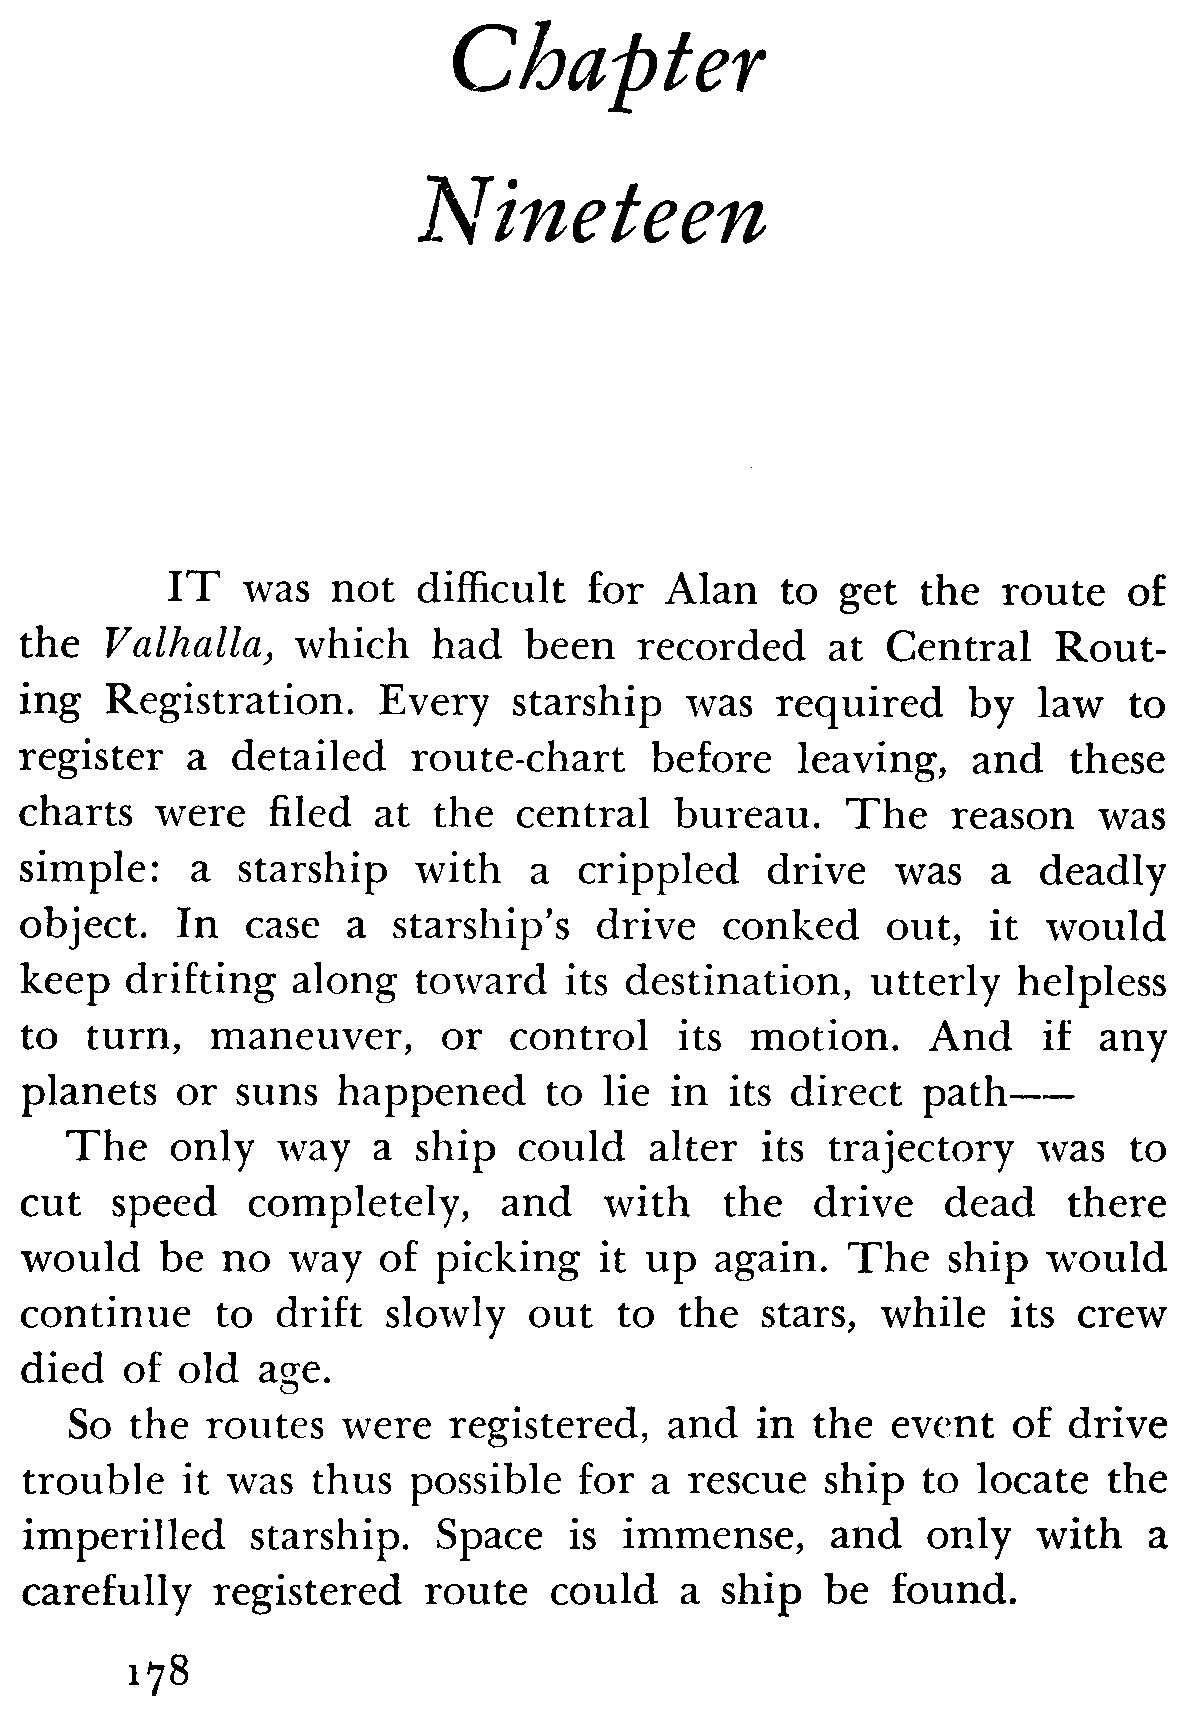 Chapter
Nineteen
IT was not difficult for Alan to get the route of
the Valhalla, which had been recorded at Central Rout-
ing Registration. Every starship was required by law to
register a detailed route-chart before leaving, and these
charts were filed at the central bureau. The reason was
simple: a starship with a crippled drive was a deadly
object. In case a starship's drive conked out, it would
keep drifting along toward its destination, utterly helpless
to turn, maneuver, or control its motion. And if any
planets or suns happened to lie in its direct path——
The only way a ship could alter its trajectory was to
cut speed completely, and with the drive dead there
would be no way of picking it up again. The ship would
continue to drift slowly out to the stars, while its crew
died of old age.
So the routes were registered, and in the event of drive
trouble it was thus possible for a rescue ship to locate the
imperilled starship. Space is immense, and only with a
carefully registered route could a ship be found.
178